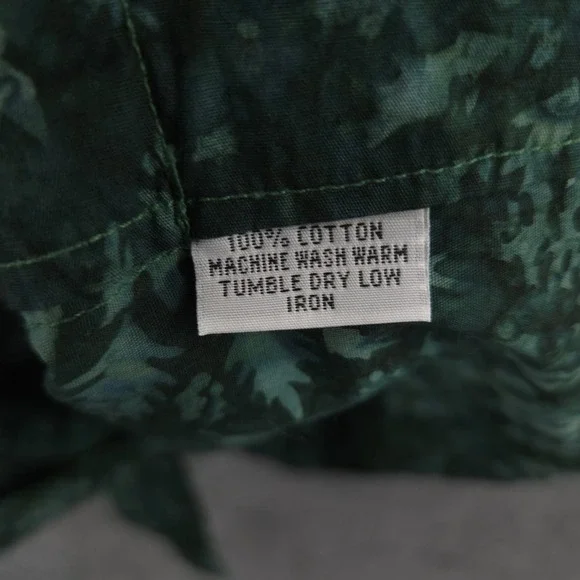 100% COTTON
MACHINE WASH WARM
TUMBLE DRY LOW
IRON